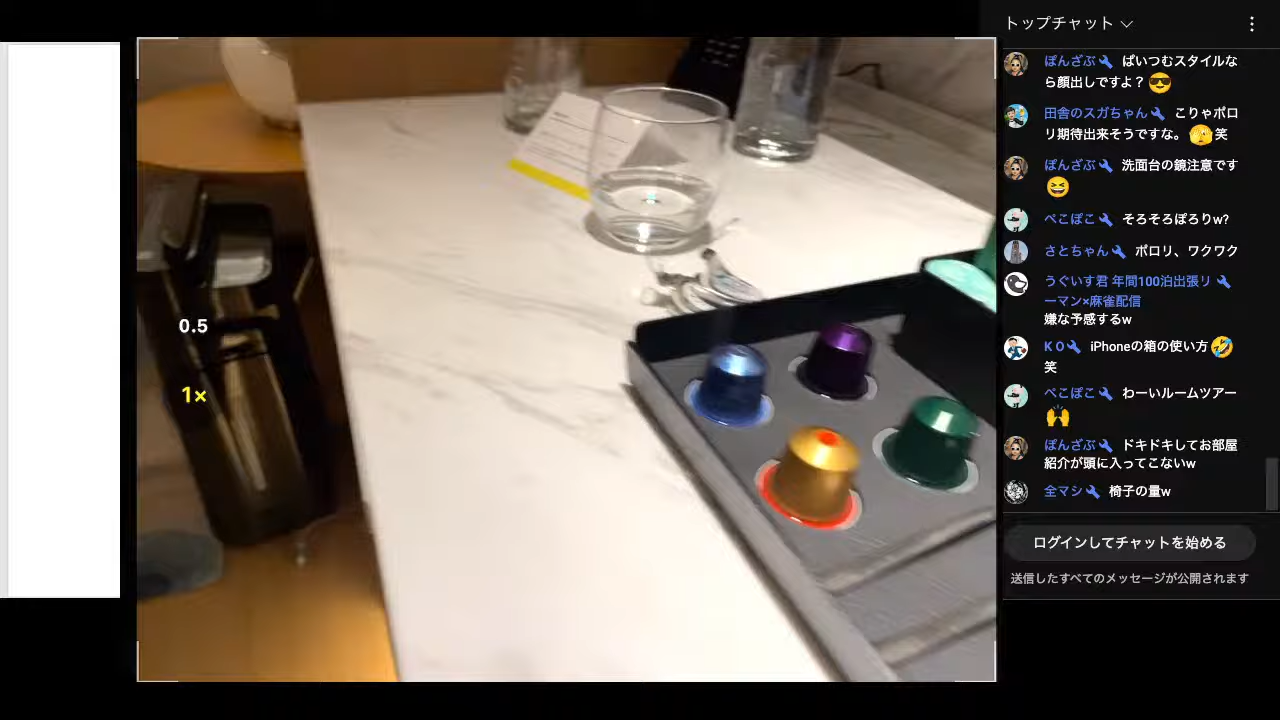 トップチャット
ぽんざぶ ぱいつむスタイルな
ら顔出しですよ？😎
田舎のスガちゃん こりゃポロ
リ期待出来そうですな。🫣笑
ぽんざぶ 洗面台の鏡注意です
😆
ぺこぽこ そろそろぽろりw?
さとちゃん ポロリ、ワクワク
うぐいす君 年間100泊出張リ
ーマン×麻雀配信
嫌な予感するw
K O iPhoneの箱の使い方🤣
笑
ぺこぽこ わーいルームツアー
🙌
ぽんざぶ ドキドキしてお部屋
紹介が頭に入ってこないw
全マシ 椅子の量w
0.5
1×
ログインしてチャットを始める
送信したすべてのメッセージが公開されます